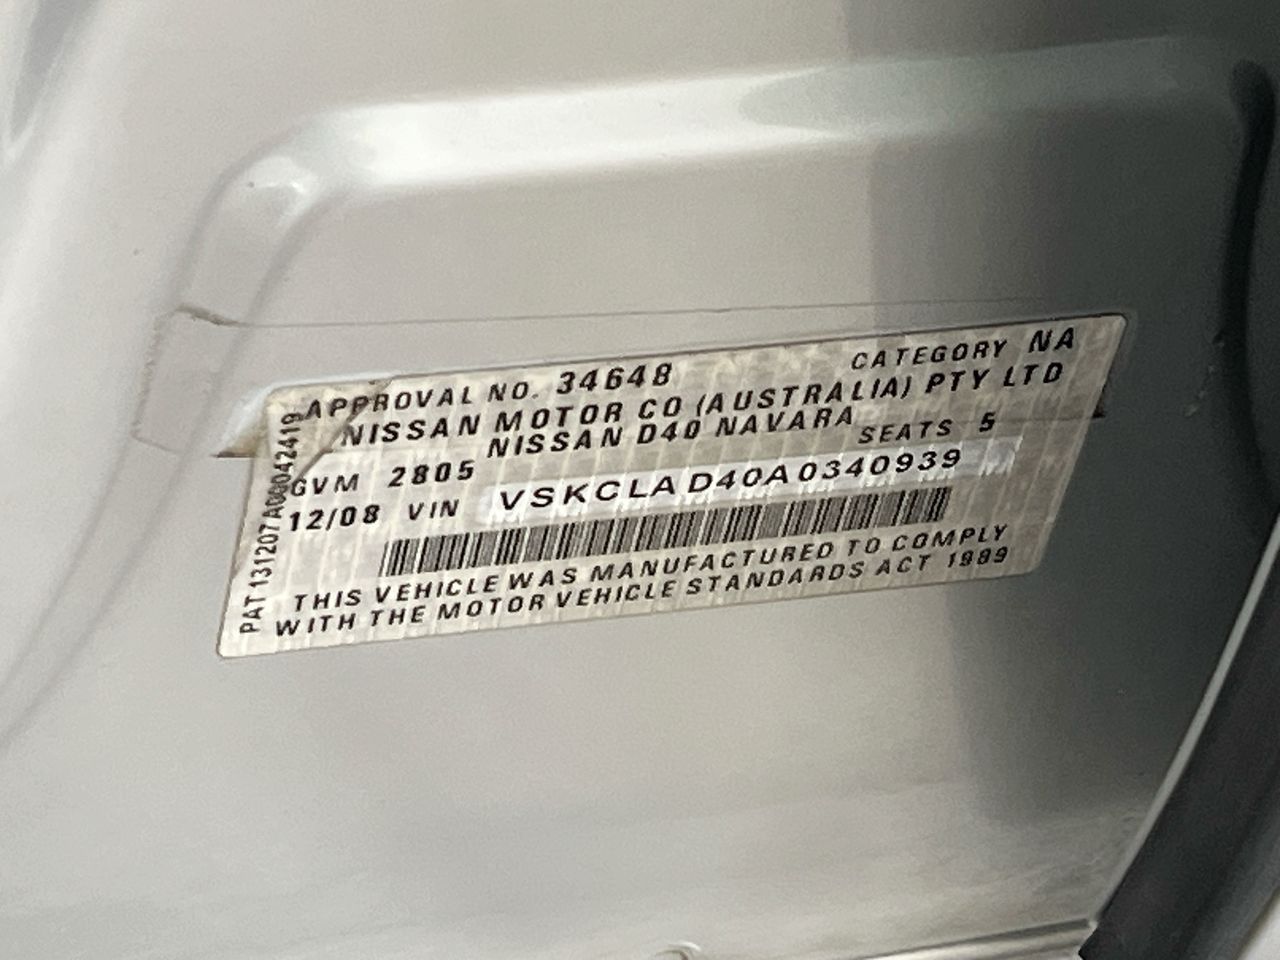 APPROVAL NO. 34648 CATEGORY NA
NISSAN MOTOR CO (AUSTRALIA) PTY LTD
NISSAN D40 NAVARA
GVM 2805 SEATS 5
12/08 VIN VSKCLAD40A0340939
THIS VEHICLE WAS MANUFACTURED TO COMPLY
WITH THE MOTOR VEHICLE STANDARDS ACT 1989
PAT 131207